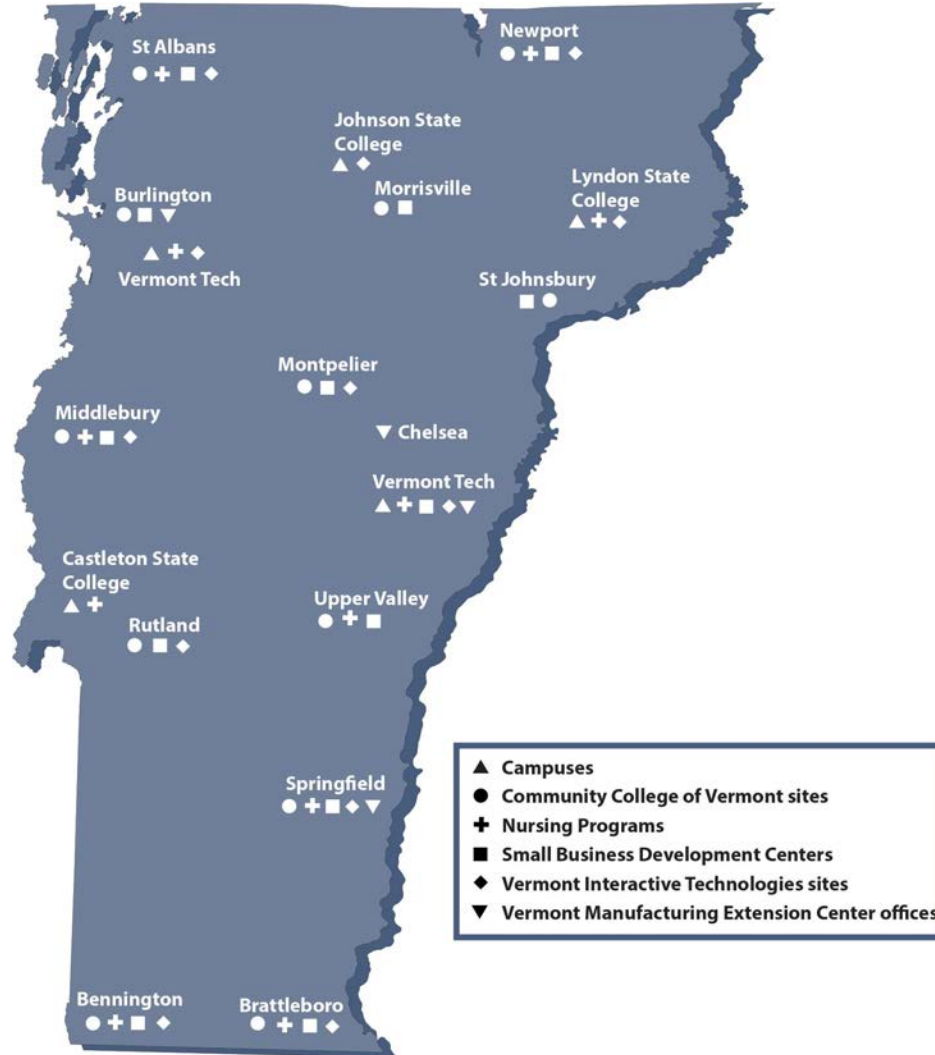 St Albans
Newport
Johnson State
College
Morrisville
Lyndon State
College
Burlington
Vermont Tech
St Johnsbury
Montpelier
Middlebury
Chelsea
Vermont Tech
Castleton State
College
Upper Valley
Rutland
Springfield
Bennington
Brattleboro
Campuses
Community College of Vermont sites
Nursing Programs
Small Business Development Centers
Vermont Interactive Technologies sites
Vermont Manufacturing Extension Center offices